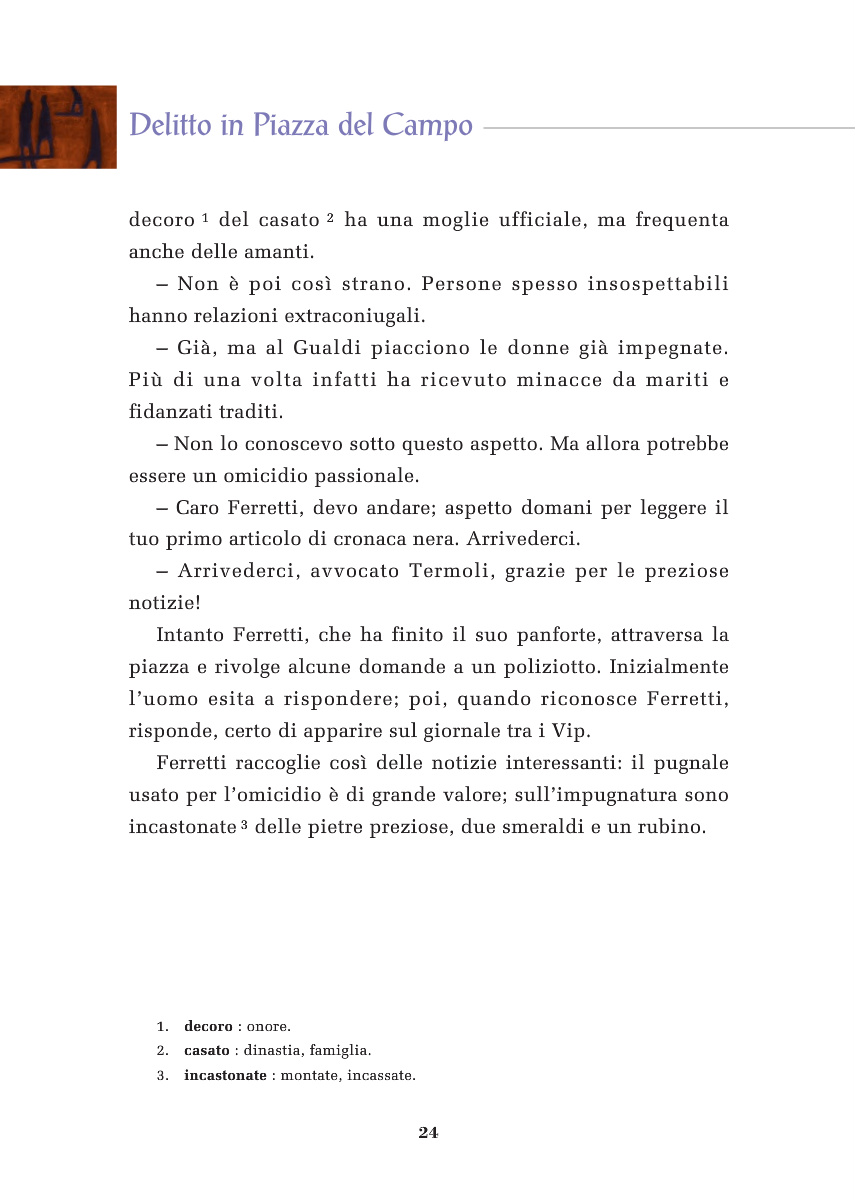 Delitto in Piazza del Campo
decoro 1 del casato 2 ha una moglie ufficiale, ma frequenta
anche delle amanti.
– Non è poi così strano. Persone spesso insospettabili
hanno relazioni extraconiugali.
– Già, ma al Gualdi piacciono le donne già impegnate.
Più di una volta infatti ha ricevuto minacce da mariti e
fidanzati traditi.
– Non lo conoscevo sotto questo aspetto. Ma allora potrebbe
essere un omicidio passionale.
– Caro Ferretti, devo andare; aspetto domani per leggere il
tuo primo articolo di cronaca nera. Arrivederci.
– Arrivederci, avvocato Termoli, grazie per le preziose
notizie!
Intanto Ferretti, che ha finito il suo panforte, attraversa la
piazza e rivolge alcune domande a un poliziotto. Inizialmente
l’uomo esita a rispondere; poi, quando riconosce Ferretti,
risponde, certo di apparire sul giornale tra i Vip.
Ferretti raccoglie così delle notizie interessanti: il pugnale
usato per l’omicidio è di grande valore; sull’impugnatura sono
incastonate 3 delle pietre preziose, due smeraldi e un rubino.
1. decoro : onore.
2. casato : dinastia, famiglia.
3. incastonate : montate, incassate.
24